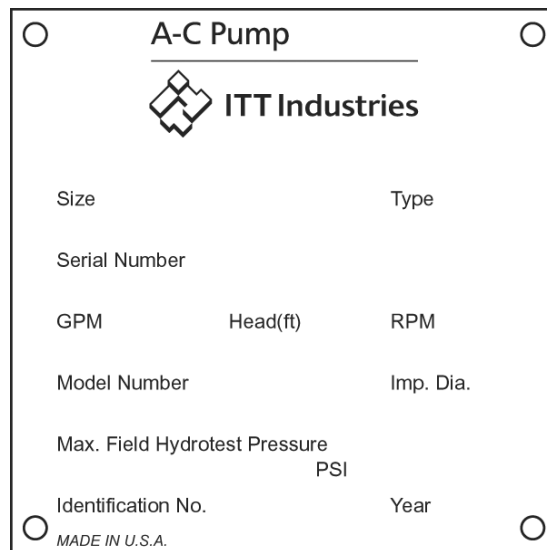 A-C Pump
ITT Industries
Size Type
Serial Number
GPM Head(ft) RPM
Model Number Imp. Dia.
Max. Field Hydrotest Pressure
PSI
Identification No. Year
MADE IN U.S.A.